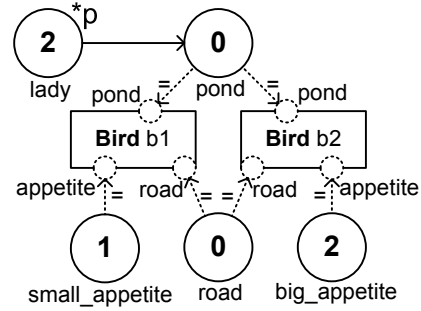 *p
2 0
lady pond
= =
pond pond
Bird b1 Bird b2
appetite road road appetite
= = = =
1 0 2
small_appetite road big_appetite